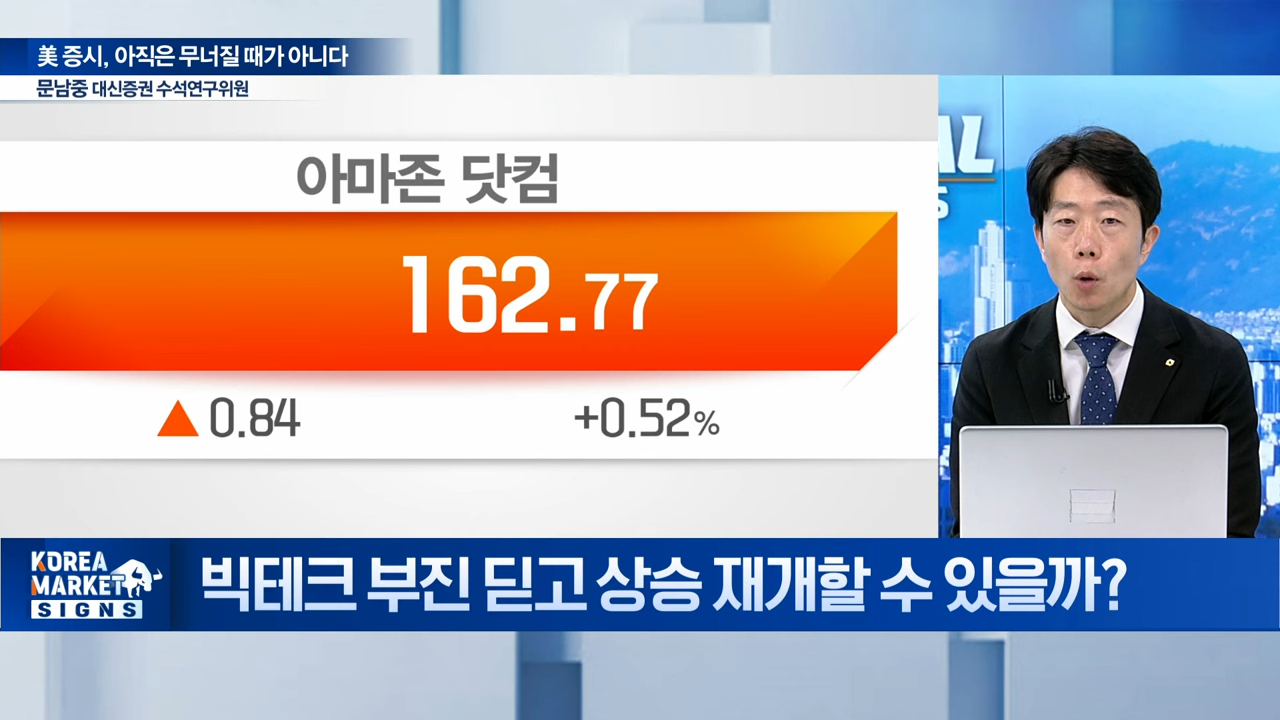 美 증시, 아직은 무너질 때가 아니다
문남중 대신증권 수석연구위원
아마존 닷컴
162.77
▲ 0.84 +0.52%
AL
S
KOREA
MARKET
SIGNS
빅테크 부진 딛고 상승 재개할 수 있을까?